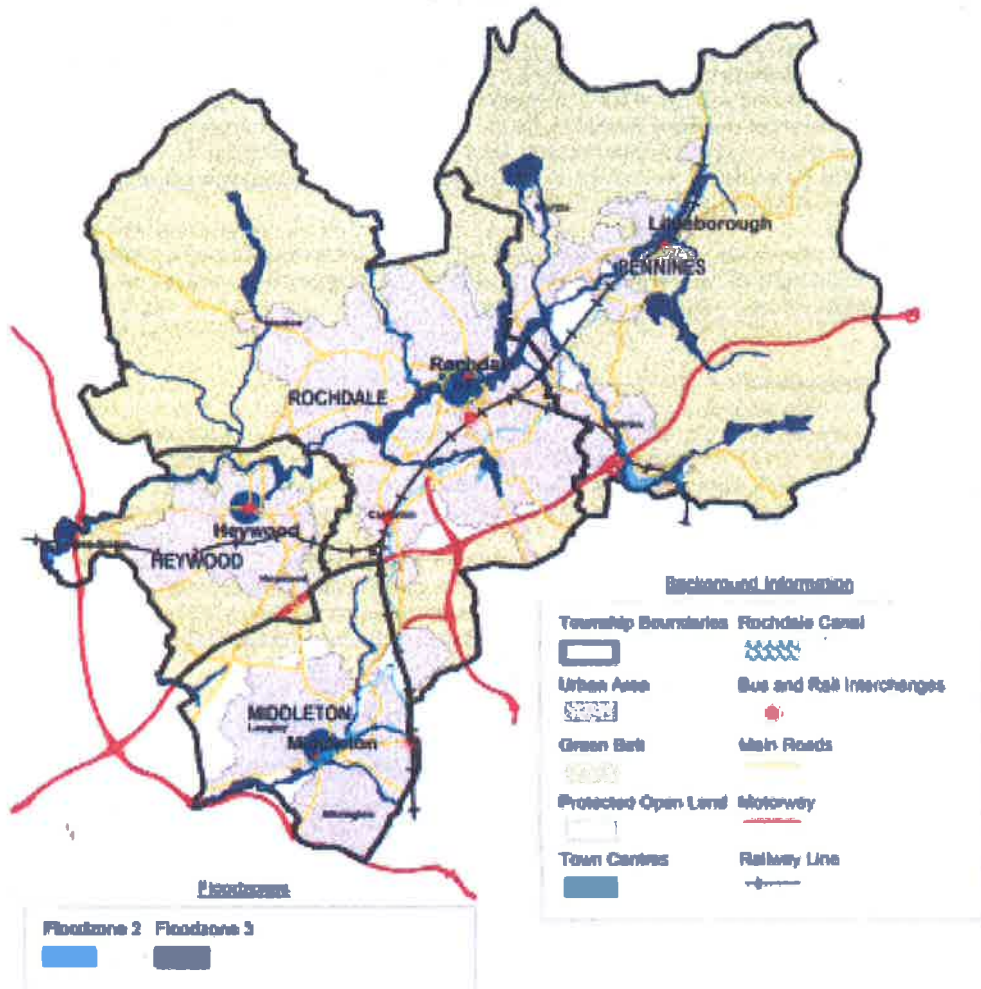 Littleborough
PENNINES
Rochdale
ROCHDALE
Heywood
HEYWOOD
MIDDLETON
Langley
Middleton
Background Information
Township Boundaries Rochdale Canal
Urban Area Bus and Rail Interchanges
Green Belt Main Roads
Protected Open Land Motorway
Town Centres Railway Line
Floodzones
Floodzone 2 Floodzone 3